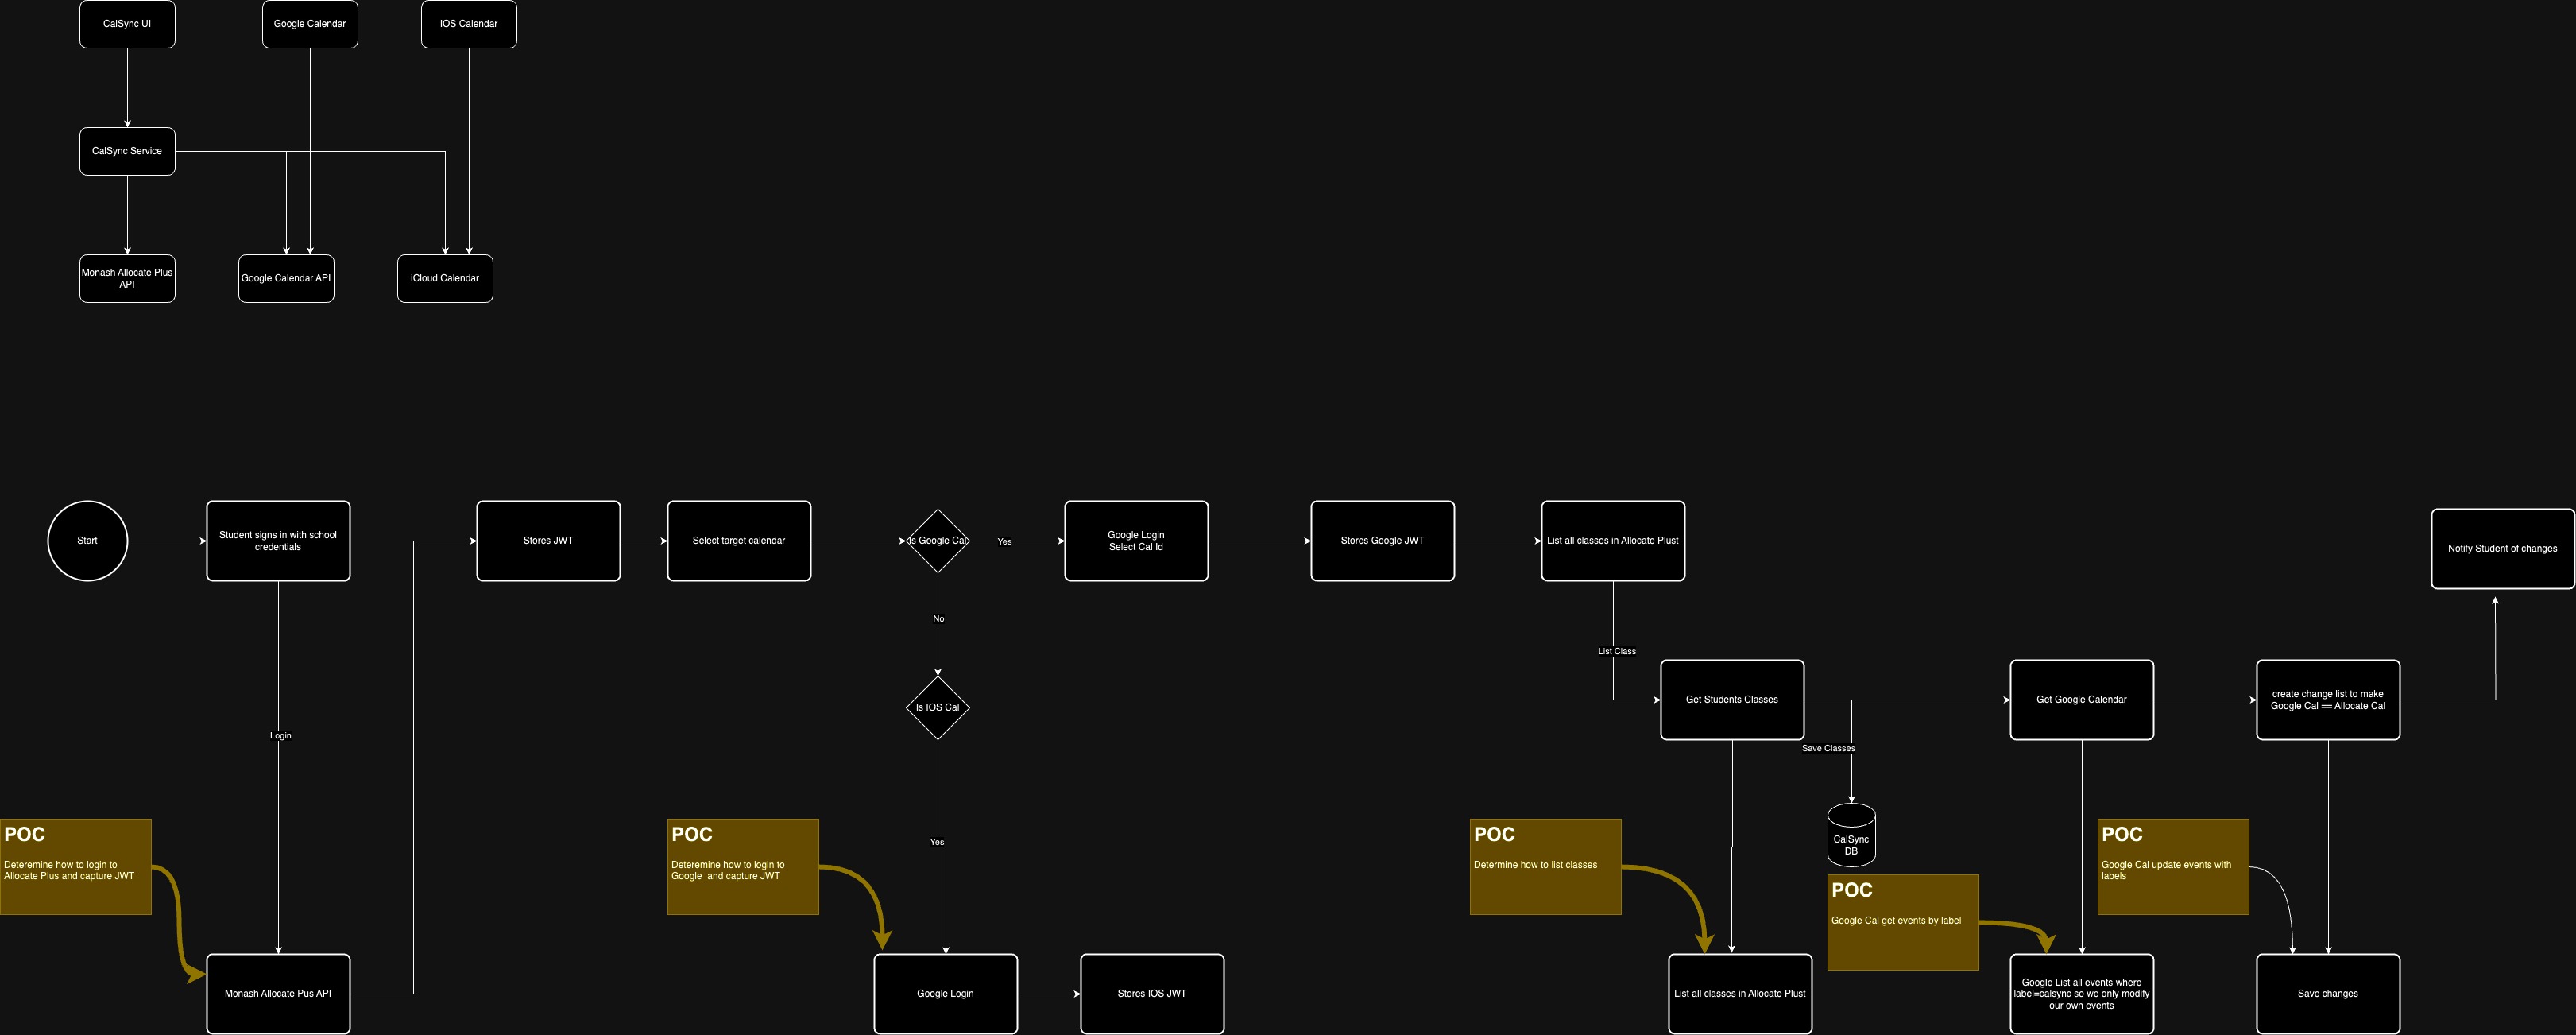 CalSync UI
Google Calendar
IOS Calendar
CalSync Service
Monash Allocate Plus
API
Google Calendar API
iCloud Calendar
Start
Student signs in with school
credentials
Stores JWT
Select target calendar
Is Google Cal
Yes
Google Login
Select Cal Id
Stores Google JWT
List all classes in Allocate Plust
Notify Student of changes
No
List Class
Is IOS Cal
Get Students Classes
Get Google Calendar
create change list to make
Google Cal == Allocate Cal
Login
Save Classes
Yes
CalSync
DB
POC
Deteremine how to login to
Allocate Plus and capture JWT
POC
Deteremine how to login to
Google and capture JWT
POC
Determine how to list classes
POC
Google Cal get events by label
POC
Google Cal update events with
labels
Monash Allocate Pus API
Google Login
Stores IOS JWT
List all classes in Allocate Plust
Google List all events where
label=calsync so we only modify
our own events
Save changes